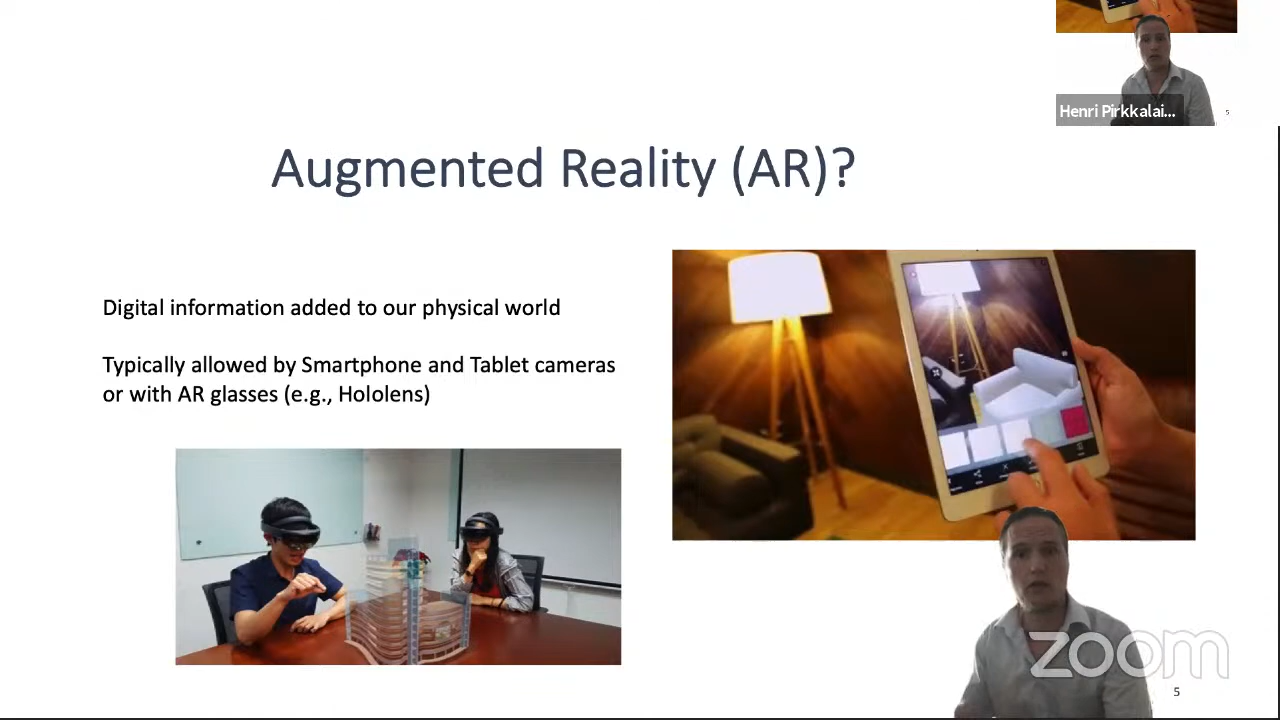 Henri Pirkkalai...
5
Augmented Reality (AR)?
Digital information added to our physical world
Typically allowed by Smartphone and Tablet cameras
or with AR glasses (e.g., Hololens)
zoom
5